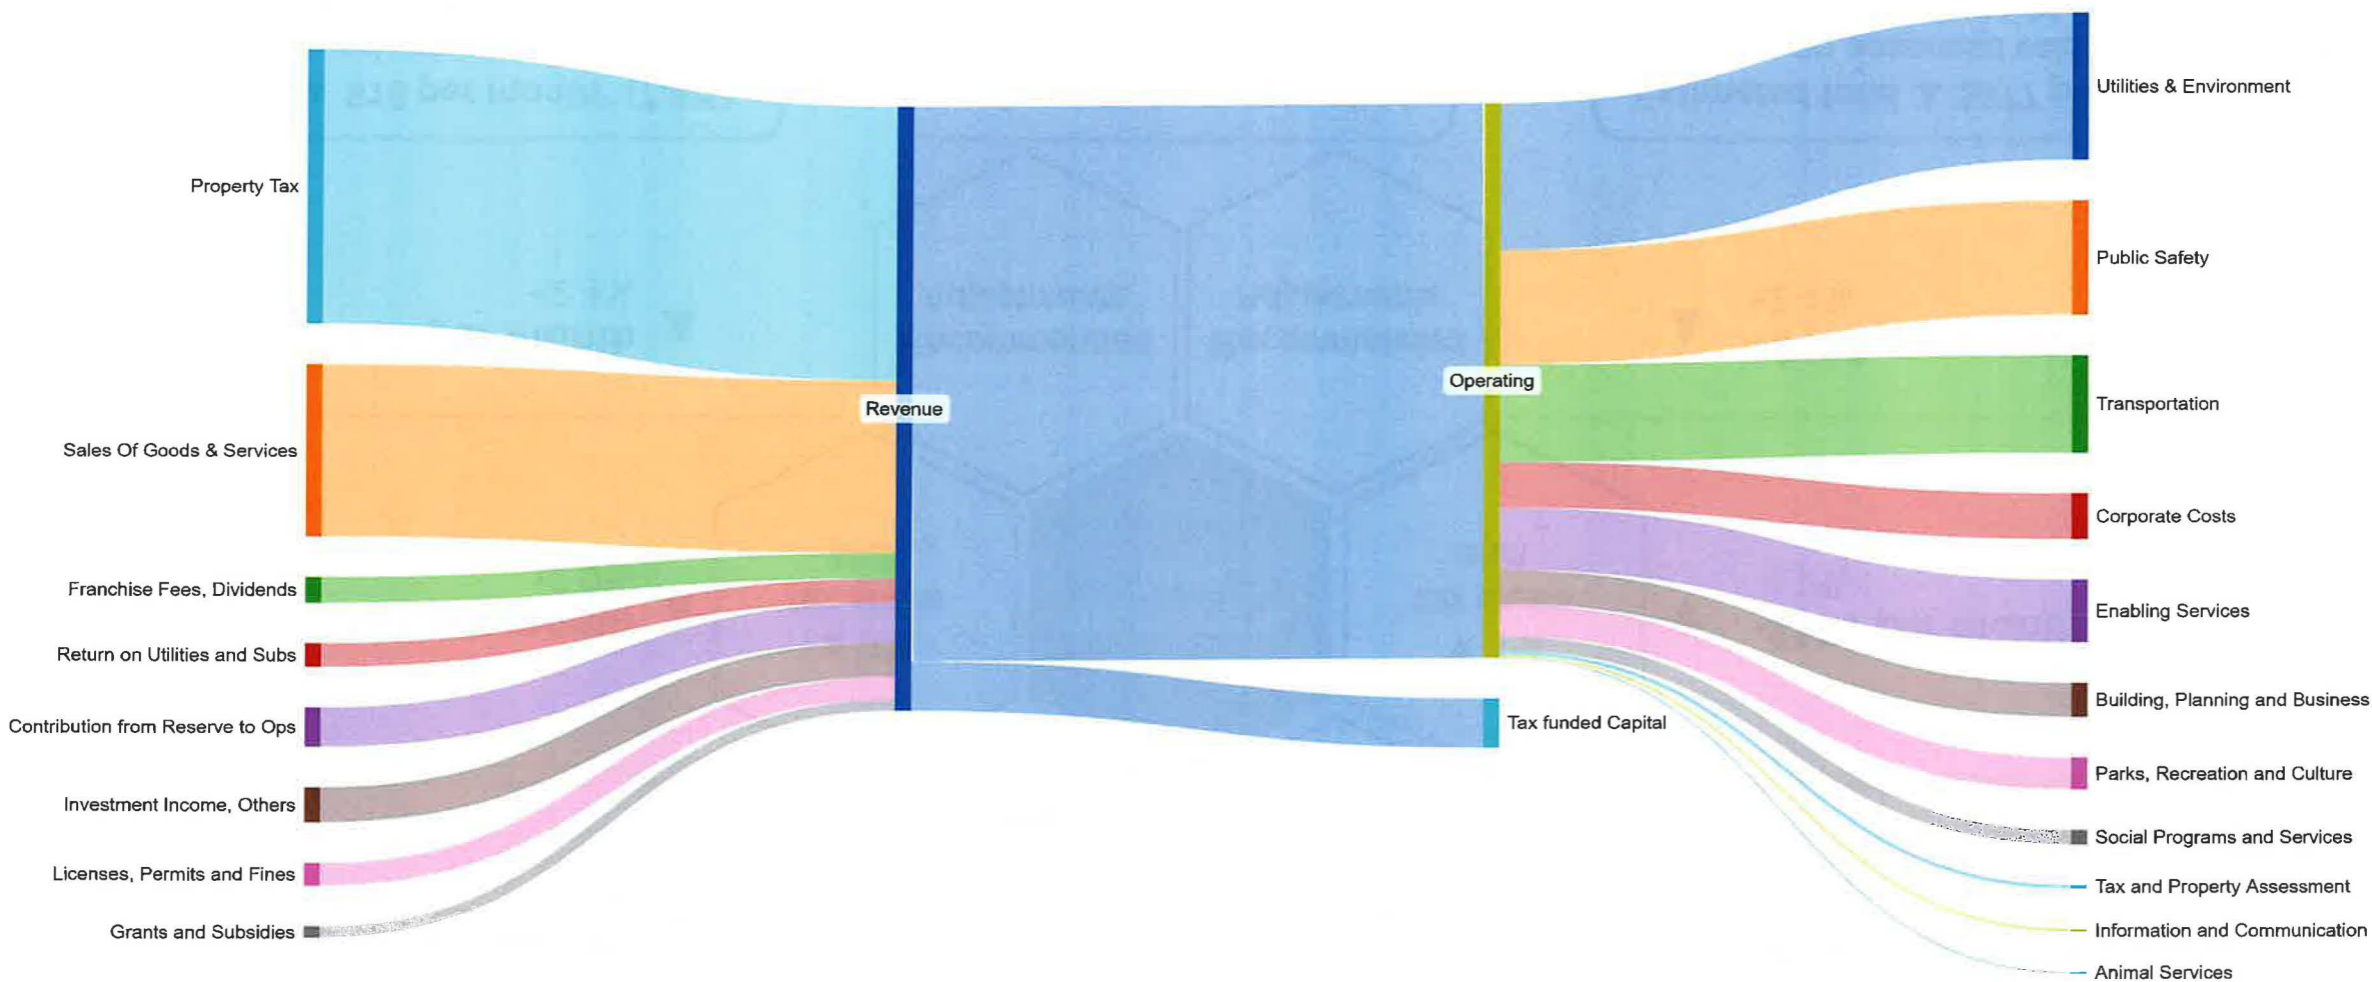 Property Tax
Sales Of Goods & Services
Franchise Fees, Dividends
Return on Utilities and Subs
Contribution from Reserve to Ops
Investment Income, Others
Licenses, Permits and Fines
Grants and Subsidies
Revenue
Operating
Tax funded Capital
Utilities & Environment
Public Safety
Transportation
Corporate Costs
Enabling Services
Building, Planning and Business
Parks, Recreation and Culture
Social Programs and Services
Tax and Property Assessment
Information and Communication
Animal Services